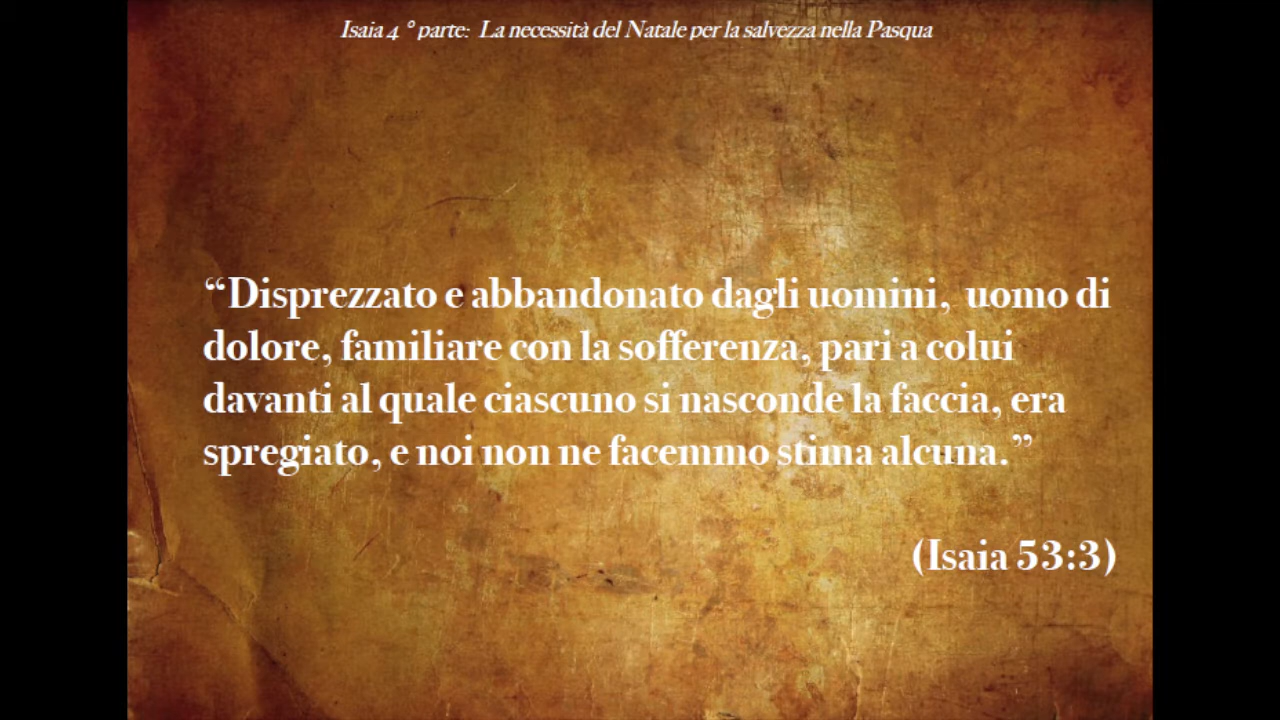 Isaia 4 ° parte: La necessità del Natale per la salvezza nella Pasqua
“Disprezzato e abbandonato dagli uomini, uomo di
dolore, familiare con la sofferenza, pari a colui
davanti al quale ciascuno si nasconde la faccia, era
spregiato, e noi non ne facemmo stima alcuna.”
(Isaia 53:3)